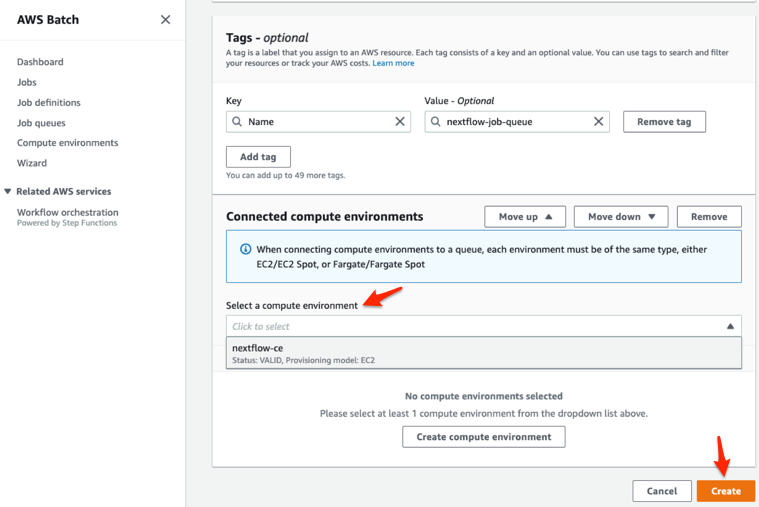 AWS Batch
Dashboard
Jobs
Job definitions
Job queues
Compute environments
Wizard
Related AWS services
Workflow orchestration
Powered by Step Functions
Tags - optional
A tag is a label that you assign to an AWS resource. Each tag consists of a key and an optional value. You can use tags to search and filter
your resources or track your AWS costs. Learn more
Key
Value - Optional
Name
nextflow-job-queue
Remove tag
Add tag
You can add up to 49 more tags.
Connected compute environments
Move up
Move down
Remove
When connecting compute environments to a queue, each environment must be of the same type, either
EC2/EC2 Spot, or Fargate/Fargate Spot
Select a compute environment
Click to select
nextflow-ce
Status: VALID, Provisioning model: EC2
No compute environments selected
Please select at least 1 compute environment from the dropdown list above.
Create compute environment
Cancel
Create